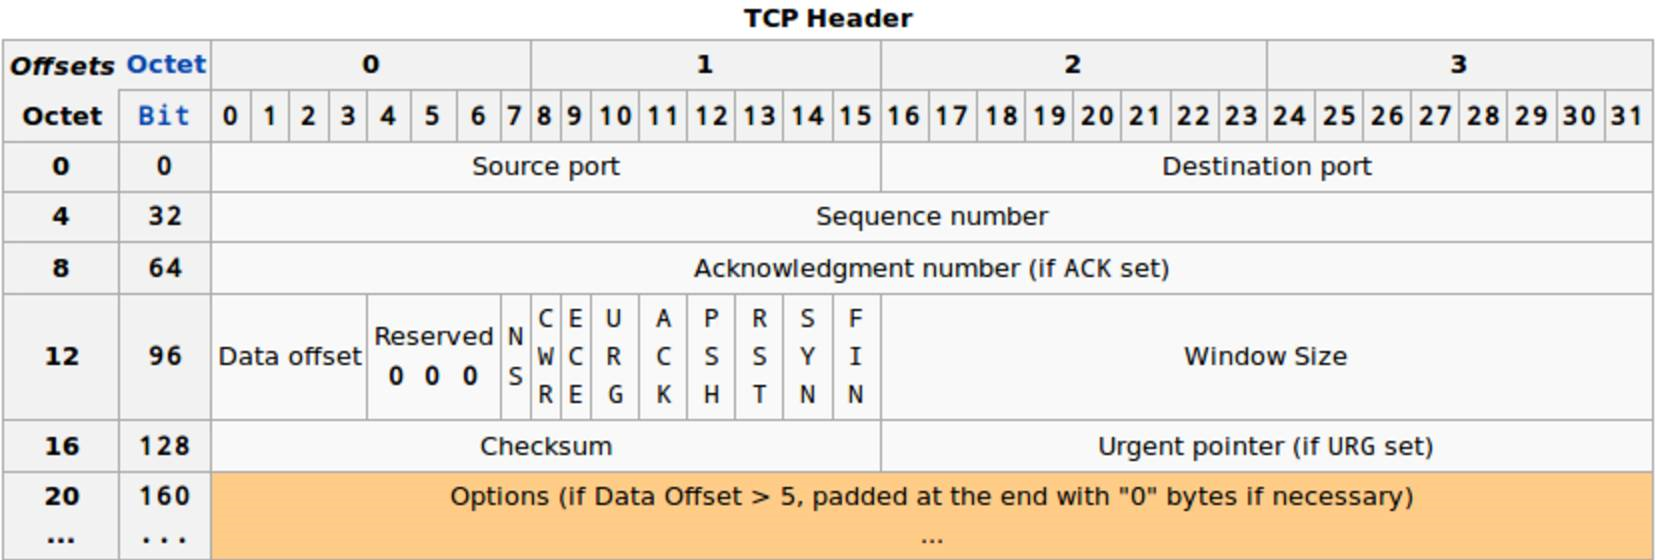 TCP Header
Offsets Octet 0 1 2 3
Octet Bit 0 1 2 3 4 5 6 7 8 9 10 11 12 13 14 15 16 17 18 19 20 21 22 23 24 25 26 27 28 29 30 31
0 0 Source port Destination port
4 32 Sequence number
8 64 Acknowledgment number (if ACK set)
12 96 Data offset Reserved 0 0 0 NS CWR ECE URG ACK PSH RST SYN FIN Window Size
16 128 Checksum Urgent pointer (if URG set)
20 160 Options (if Data Offset > 5, padded at the end with "0" bytes if necessary)
... ... ...